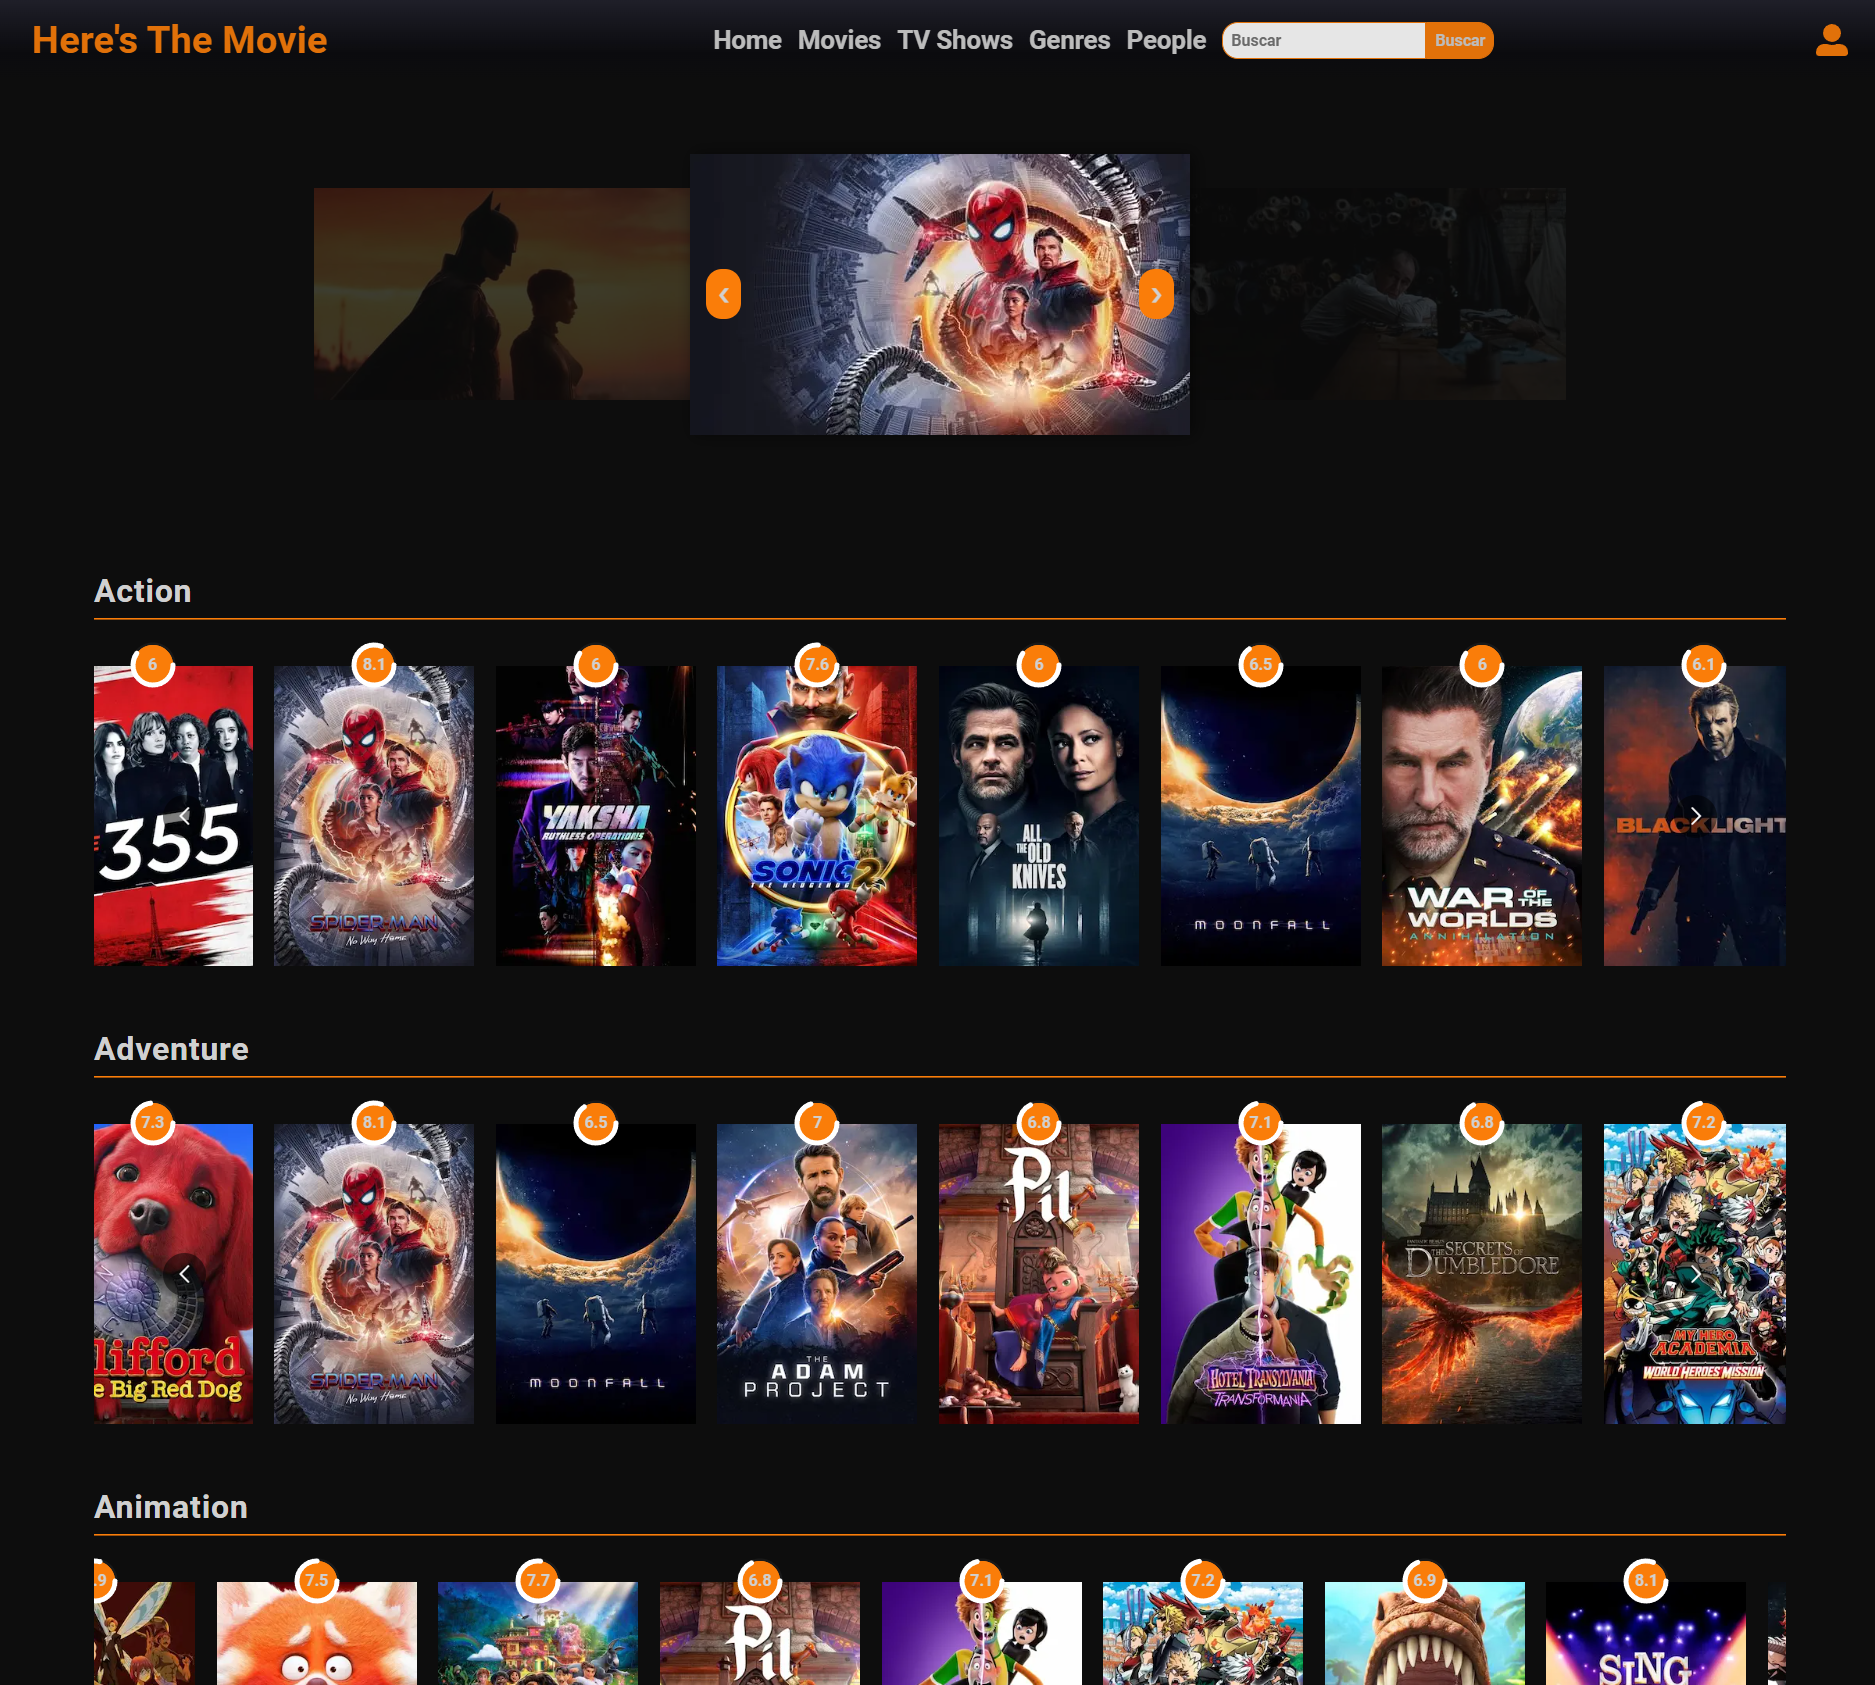 Here's The Movie
Home Movies TV Shows Genres People Buscar Buscar
Action
6 8.1 6 7.6 6 6.5 6 6.1
355
SPIDER-MAN
No Way Home
YAKSHA
RUTHLESS OPERATIONS
SONIC 2
THE HEDGEHOG
ALL
THE OLD
KNIVES
MOONFALL
WAR OF THE
WORLDS
ANNIHILATION
BLACKLIGHT
Adventure
7.3 8.1 6.5 7 6.8 7.1 6.8 7.2
lifford
e Big Red Dog
SPIDER-MAN
No Way Home
MOONFALL
THE
ADAM
PROJECT
Pil
HOTEL TRANSYLVANIA
TRANSFORMANIA
THE SECRETS OF
DUMBLEDORE
MY HERO
ACADEMIA
WORLD HEROES MISSION
Animation
.9 7.5 7.7 6.8 7.1 7.2 6.9 8.1
Pil
SING